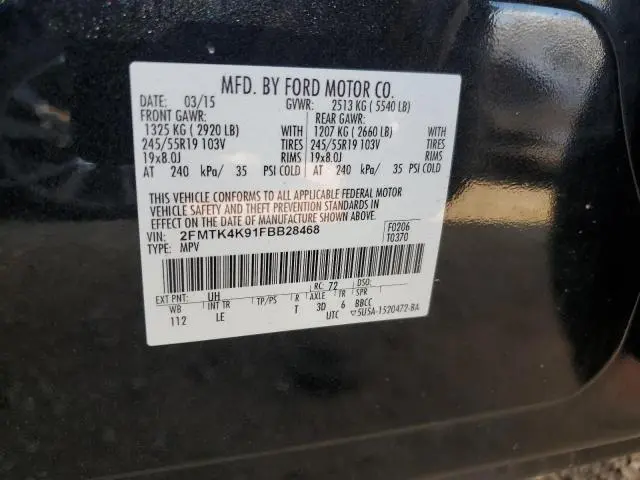 MFD. BY FORD MOTOR CO.
DATE: 03/15 GVWR: 2513 KG ( 5540 LB)
FRONT GAWR: REAR GAWR:
1325 KG ( 2920 LB) WITH 1207 KG ( 2660 LB) WITH
245/55R19 103V TIRES 245/55R19 103V TIRES
19x8.0J RIMS 19x8.0J RIMS
AT 240 kPa/ 35 PSI COLD AT 240 kPa/ 35 PSI COLD
THIS VEHICLE CONFORMS TO ALL APPLICABLE FEDERAL MOTOR
VEHICLE SAFETY AND THEFT PREVENTION STANDARDS IN
EFFECT ON THE DATE OF MANUFACTURE SHOWN ABOVE.
VIN: 2FMTK4K91FBB28468 F0206
TYPE: MPV T0370
EXT PNT: UH RC: 72 DSO:
WB INT TR TP/PS R AXLE TR SPR
112 LE T 3D 6 BBCC
UTC ▽5U5A-1520472-BA